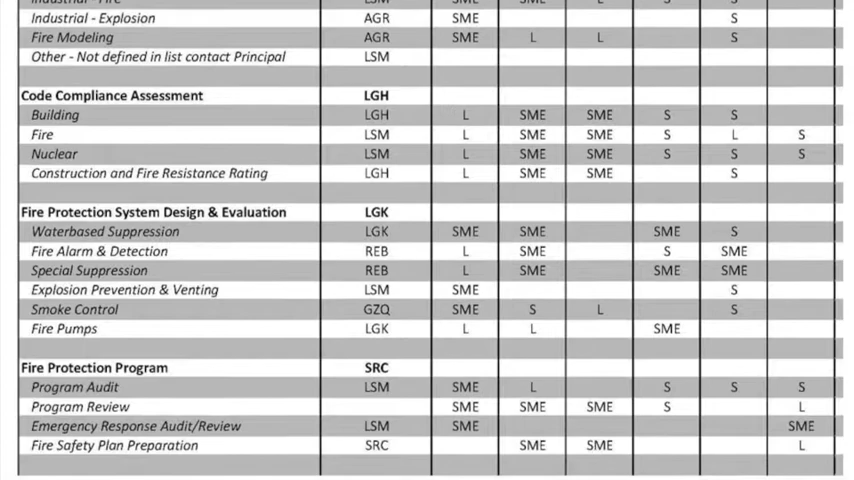 Industrial - Fire LSM SME SME L S S
Industrial - Explosion AGR SME S
Fire Modeling AGR SME L L S
Other - Not defined in list contact Principal LSM
Code Compliance Assessment LGH
Building LGH L SME SME S S
Fire LSM L SME SME S L S
Nuclear LSM L SME SME S S S
Construction and Fire Resistance Rating LGH L SME SME S
Fire Protection System Design & Evaluation LGK
Waterbased Suppression LGK SME SME SME S
Fire Alarm & Detection REB L SME S SME
Special Suppression REB L SME SME SME
Explosion Prevention & Venting LSM SME S
Smoke Control GZQ SME S L S
Fire Pumps LGK L L SME
Fire Protection Program SRC
Program Audit LSM SME L S S S
Program Review SME SME SME S L
Emergency Response Audit/Review LSM SME SME
Fire Safety Plan Preparation SRC SME SME L